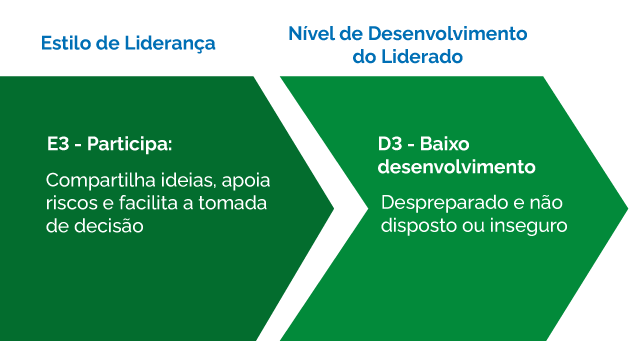 Estilo de Liderança
Nível de Desenvolvimento
do Liderado
E3 - Participa:
Compartilha ideias, apoia
riscos e facilita a tomada
de decisão
D3 - Baixo
desenvolvimento
Despreparado e não
disposto ou inseguro